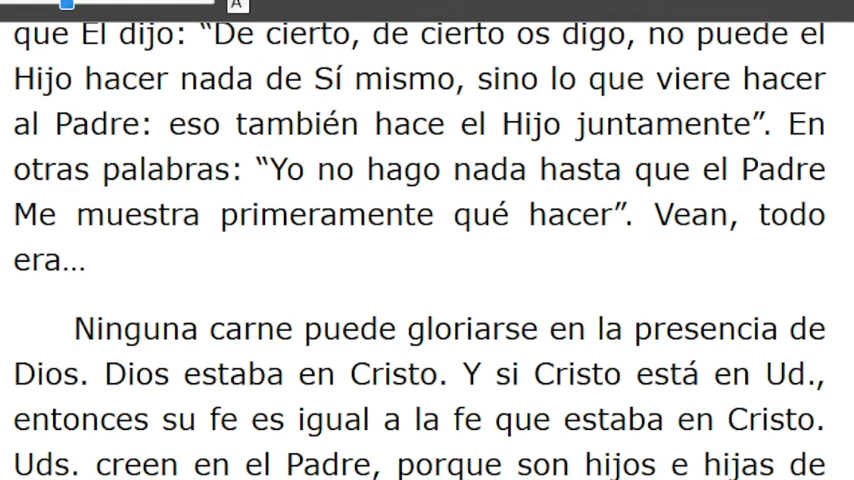 A
que El dijo: “De cierto, de cierto os digo, no puede el
Hijo hacer nada de Sí mismo, sino lo que viere hacer
al Padre: eso también hace el Hijo juntamente”. En
otras palabras: “Yo no hago nada hasta que el Padre
Me muestra primeramente qué hacer”. Vean, todo
era...
Ninguna carne puede gloriarse en la presencia de
Dios. Dios estaba en Cristo. Y si Cristo está en Ud.,
entonces su fe es igual a la fe que estaba en Cristo.
Uds. creen en el Padre, porque son hijos e hijas de